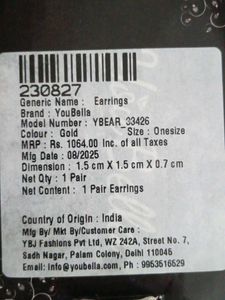 230827
Generic Name : Earrings
Brand : YouBella
Model Number : YBEAR_33426
Colour : Gold Size : Onesize
MRP : Rs. 1064.00 Inc. of all Taxes
Mfg Date : 08/2025
Dimension : 1.5 cm X 1.5 cm X 0.7 cm
Net Qty : 1 Pair
Net Content : 1 Pair Earrings
Country of Origin : India
Mfg By/ Mkt By/Customer Care :
YBJ Fashions Pvt Ltd, WZ 242A, Street No. 7,
Sadh Nagar, Palam Colony, Delhi 110045
Email : info@youbella.com, Ph : 9953516529